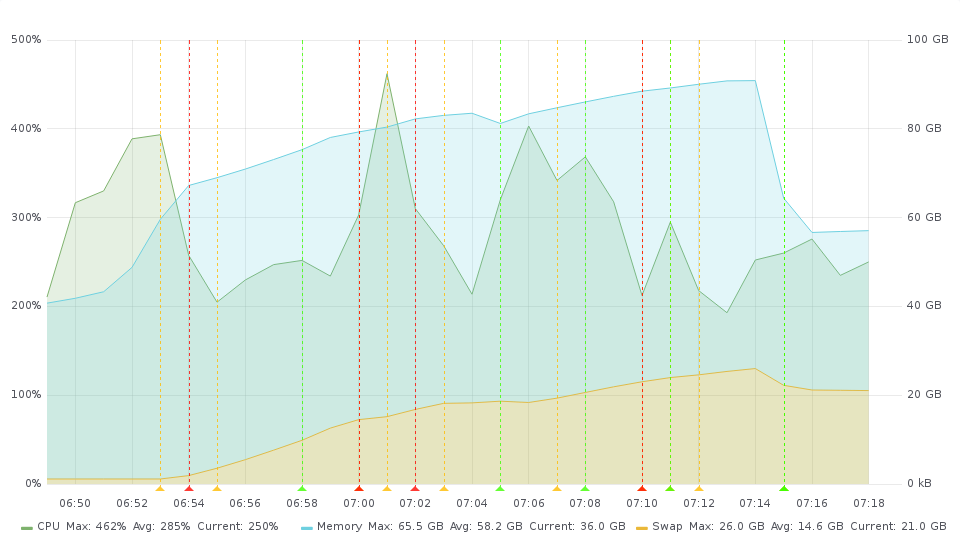 500% 100 GB
400% 80 GB
300% 60 GB
200% 40 GB
100% 20 GB
0% 0 kB
06:50 06:52 06:54 06:56 06:58 07:00 07:02 07:04 07:06 07:08 07:10 07:12 07:14 07:16 07:18
CPU Max: 462% Avg: 285% Current: 250% Memory Max: 65.5 GB Avg: 58.2 GB Current: 36.0 GB Swap Max: 26.0 GB Avg: 14.6 GB Current: 21.0 GB